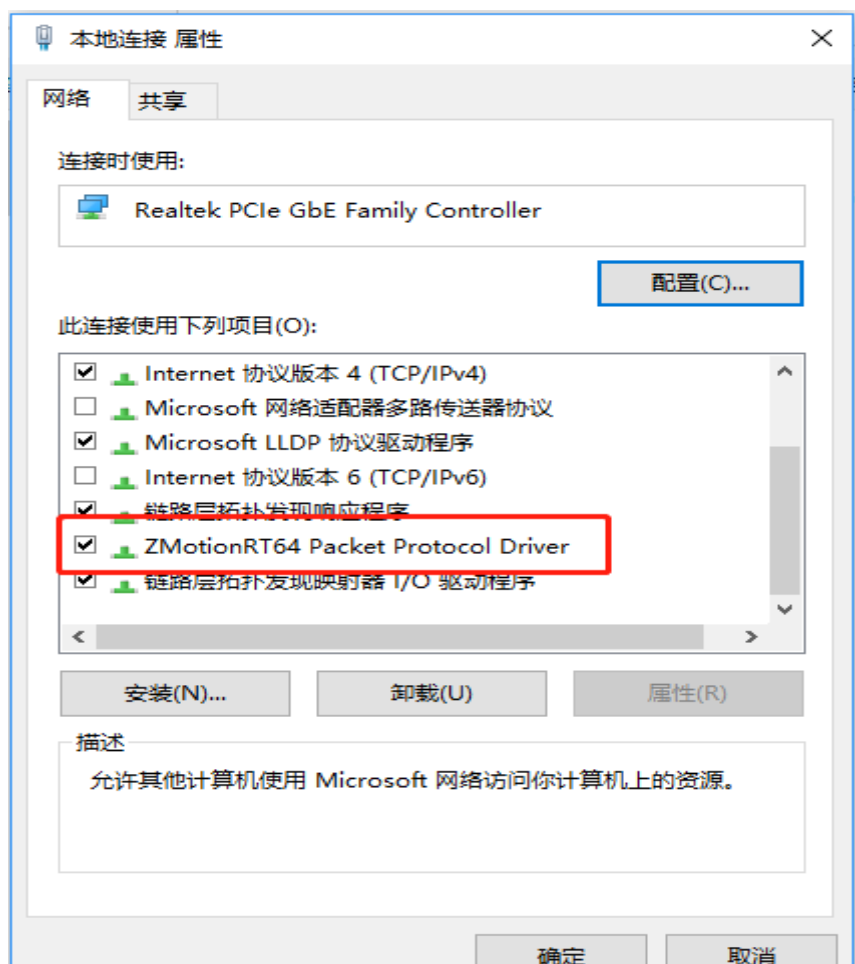 本地连接 属性
网络
共享
连接时使用:
Realtek PCIe GbE Family Controller
配置(C)...
此连接使用下列项目(O):
Internet 协议版本 4 (TCP/IPv4)
Microsoft 网络适配器多路传送器协议
Microsoft LLDP 协议驱动程序
Internet 协议版本 6 (TCP/IPv6)
链路层拓扑发现响应程序
ZMotionRT64 Packet Protocol Driver
链路层拓扑发现映射器 I/O 驱动程序
安装(N)...
卸载(U)
属性(R)
描述
允许其他计算机使用 Microsoft 网络访问你计算机上的资源。
确定
取消